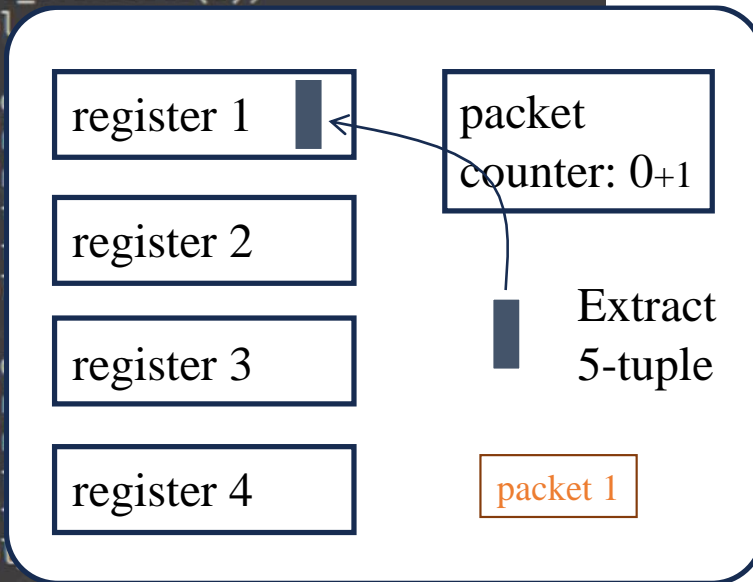 register 1
packet
counter: 0+1
register 2
Extract
5-tuple
register 3
register 4
packet 1